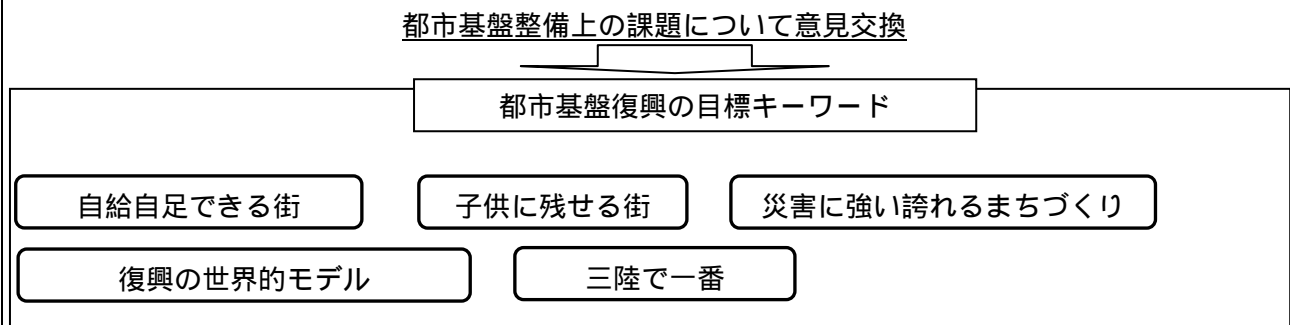 都市基盤整備上の課題について意見交換
都市基盤復興の目標キーワード
自給自足できる街
子供に残せる街
災害に強い誇れるまちづくり
復興の世界的モデル
三陸で一番